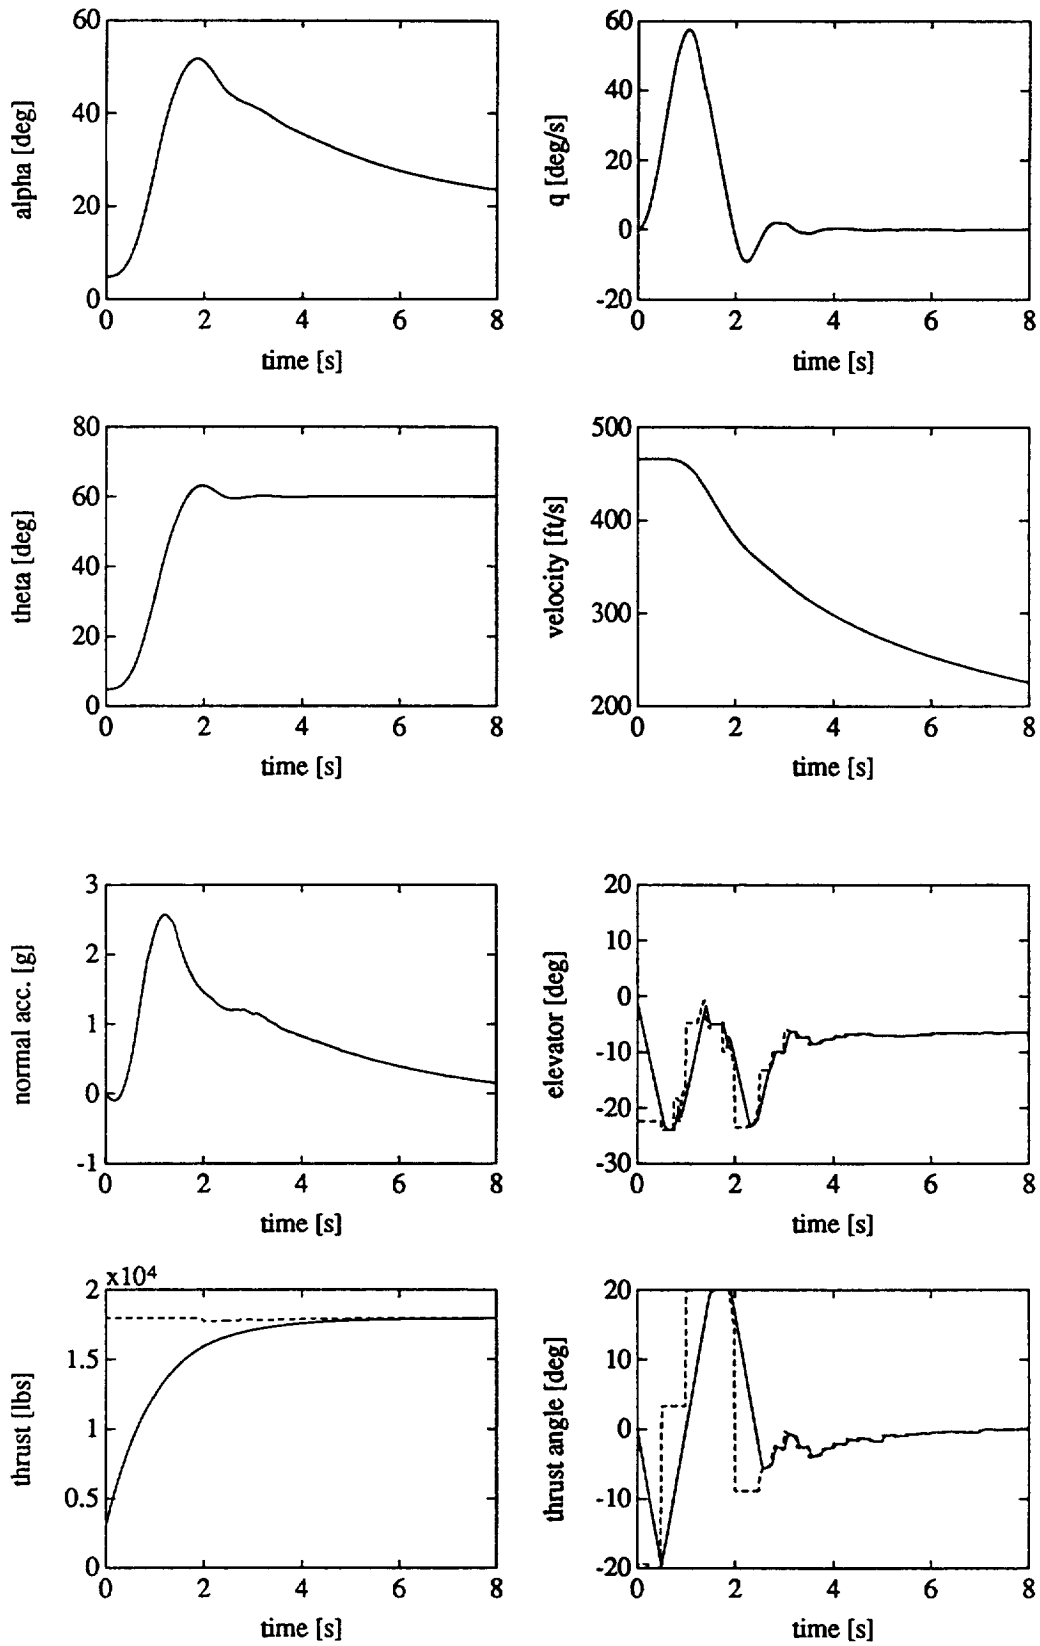 60
40
20
0
alpha [deg]
0 2 4 6 8
time [s]
60
40
20
0
-20
q [deg/s]
0 2 4 6 8
time [s]
80
60
40
20
0
theta [deg]
0 2 4 6 8
time [s]
500
400
300
200
velocity [ft/s]
0 2 4 6 8
time [s]
3
2
1
0
-1
normal acc. [g]
0 2 4 6 8
time [s]
20
10
0
-10
-20
-30
elevator [deg]
0 2 4 6 8
time [s]
x10^4
2
1.5
1
0.5
0
thrust [lbs]
0 2 4 6 8
time [s]
20
10
0
-10
-20
thrust angle [deg]
0 2 4 6 8
time [s]